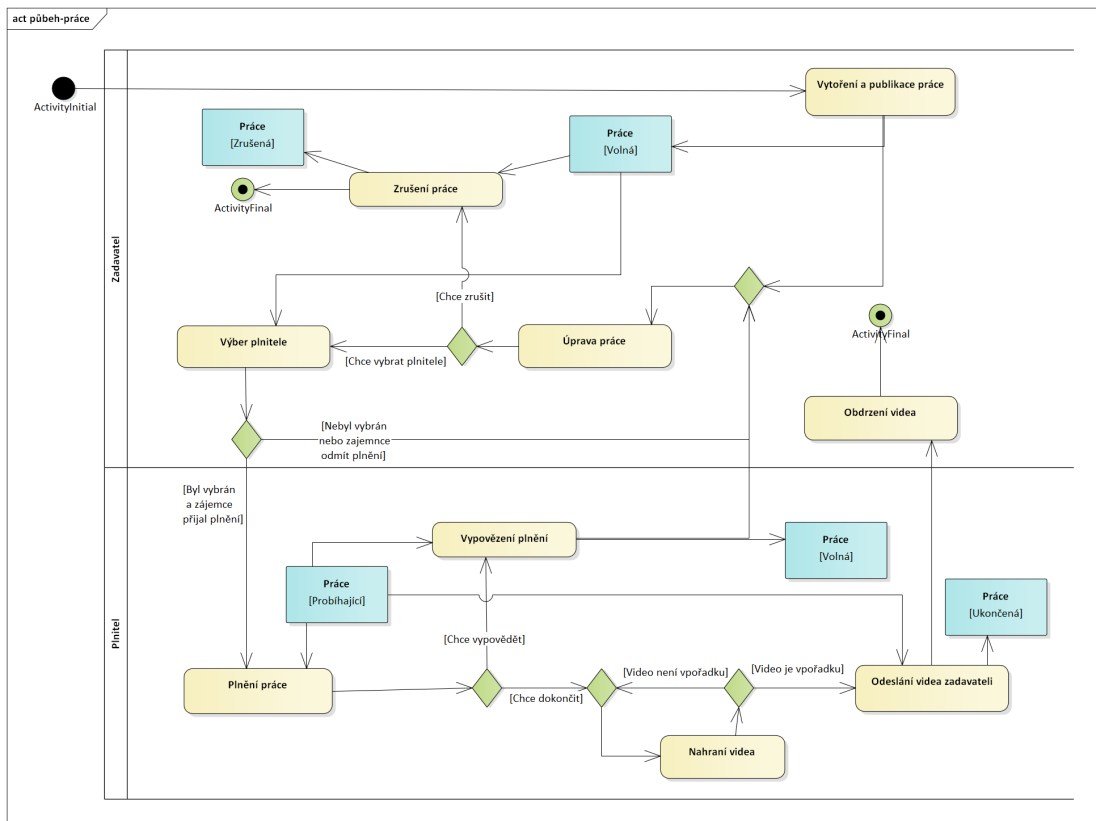 act půbeh-práce
ActivityInitial
Zadavatel
Vytoření a publikace práce
Práce
[Zrušená]
Práce
[Volná]
Zrušení práce
ActivityFinal
[Chce zrušit]
ActivityFinal
Výber plnitele
[Chce vybrat plnitele]
Úprava práce
Obdrzení videa
[Nebyl vybrán
nebo zajemnce
odmít plnění]
Plnitel
[Byl vybrán
a zájemce
přijal plnění]
Vypovězení plnění
Práce
[Volná]
Práce
[Probíhající]
Práce
[Ukončená]
[Chce vypovědět]
Plnění práce
[Chce dokončit]
[Video není vpořadku]
[Video je vpořadku]
Odeslání videa zadavateli
Nahraní videa